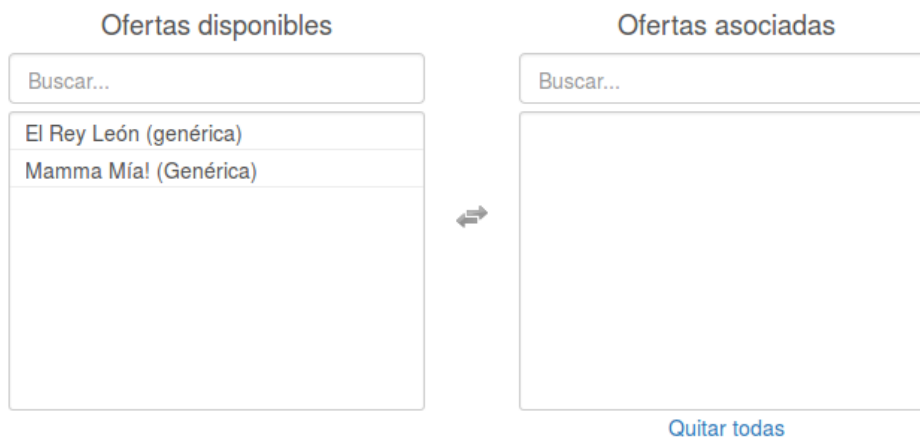 Ofertas disponibles
Buscar...
El Rey León (genérica)
Mamma Mía! (Genérica)
Ofertas asociadas
Buscar...
Quitar todas